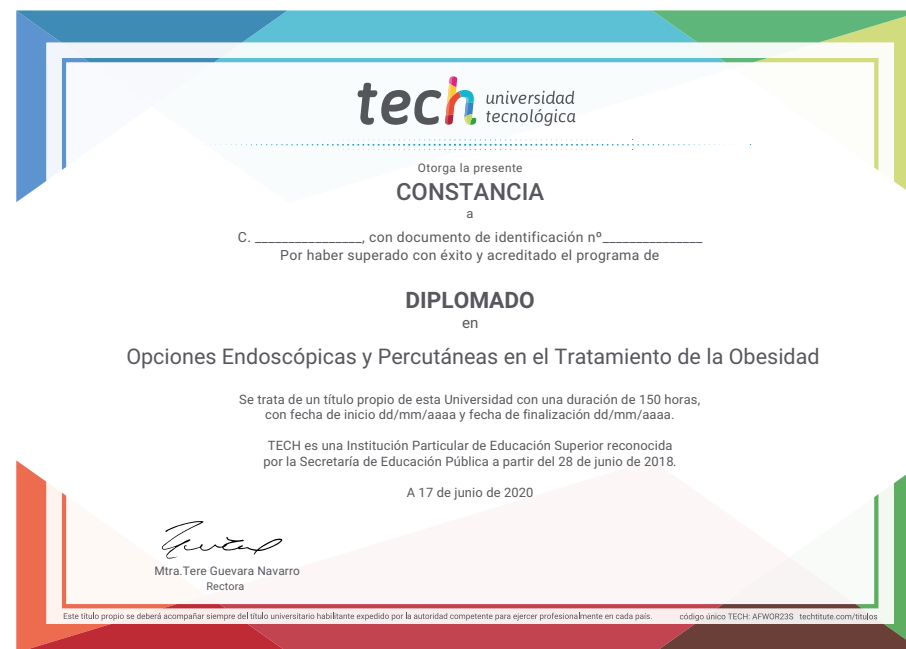 tech universidad
tecnológica
Otorga la presente
CONSTANCIA
a
C. ________________, con documento de identificación nº_______________
Por haber superado con éxito y acreditado el programa de
DIPLOMADO
en
Opciones Endoscópicas y Percutáneas en el Tratamiento de la Obesidad
Se trata de un título propio de esta Universidad con una duración de 150 horas,
con fecha de inicio dd/mm/aaaa y fecha de finalización dd/mm/aaaa.
TECH es una Institución Particular de Educación Superior reconocida
por la Secretaría de Educación Pública a partir del 28 de junio de 2018.
A 17 de junio de 2020
Mtra.Tere Guevara Navarro
Rectora
Este título propio se deberá acompañar siempre del título universitario habilitante expedido por la autoridad competente para ejercer profesionalmente en cada país. código único TECH: AFWOR23S techtitute.com/titulos